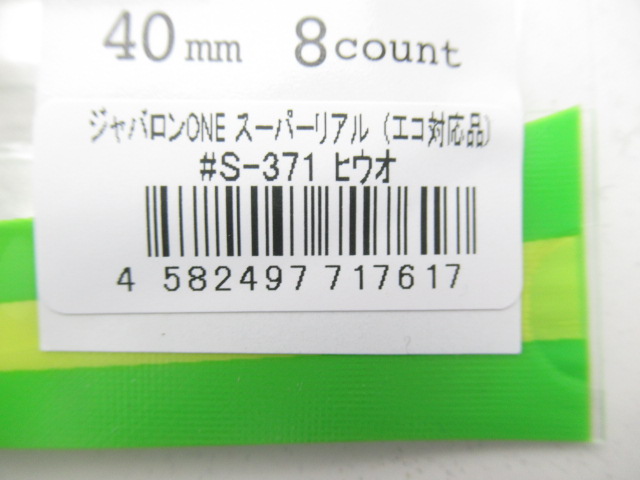 40mm 8count
ジャバロンONE スーパーリアル（エコ対応品）
#S-371 ヒウオ
4 582497 717617